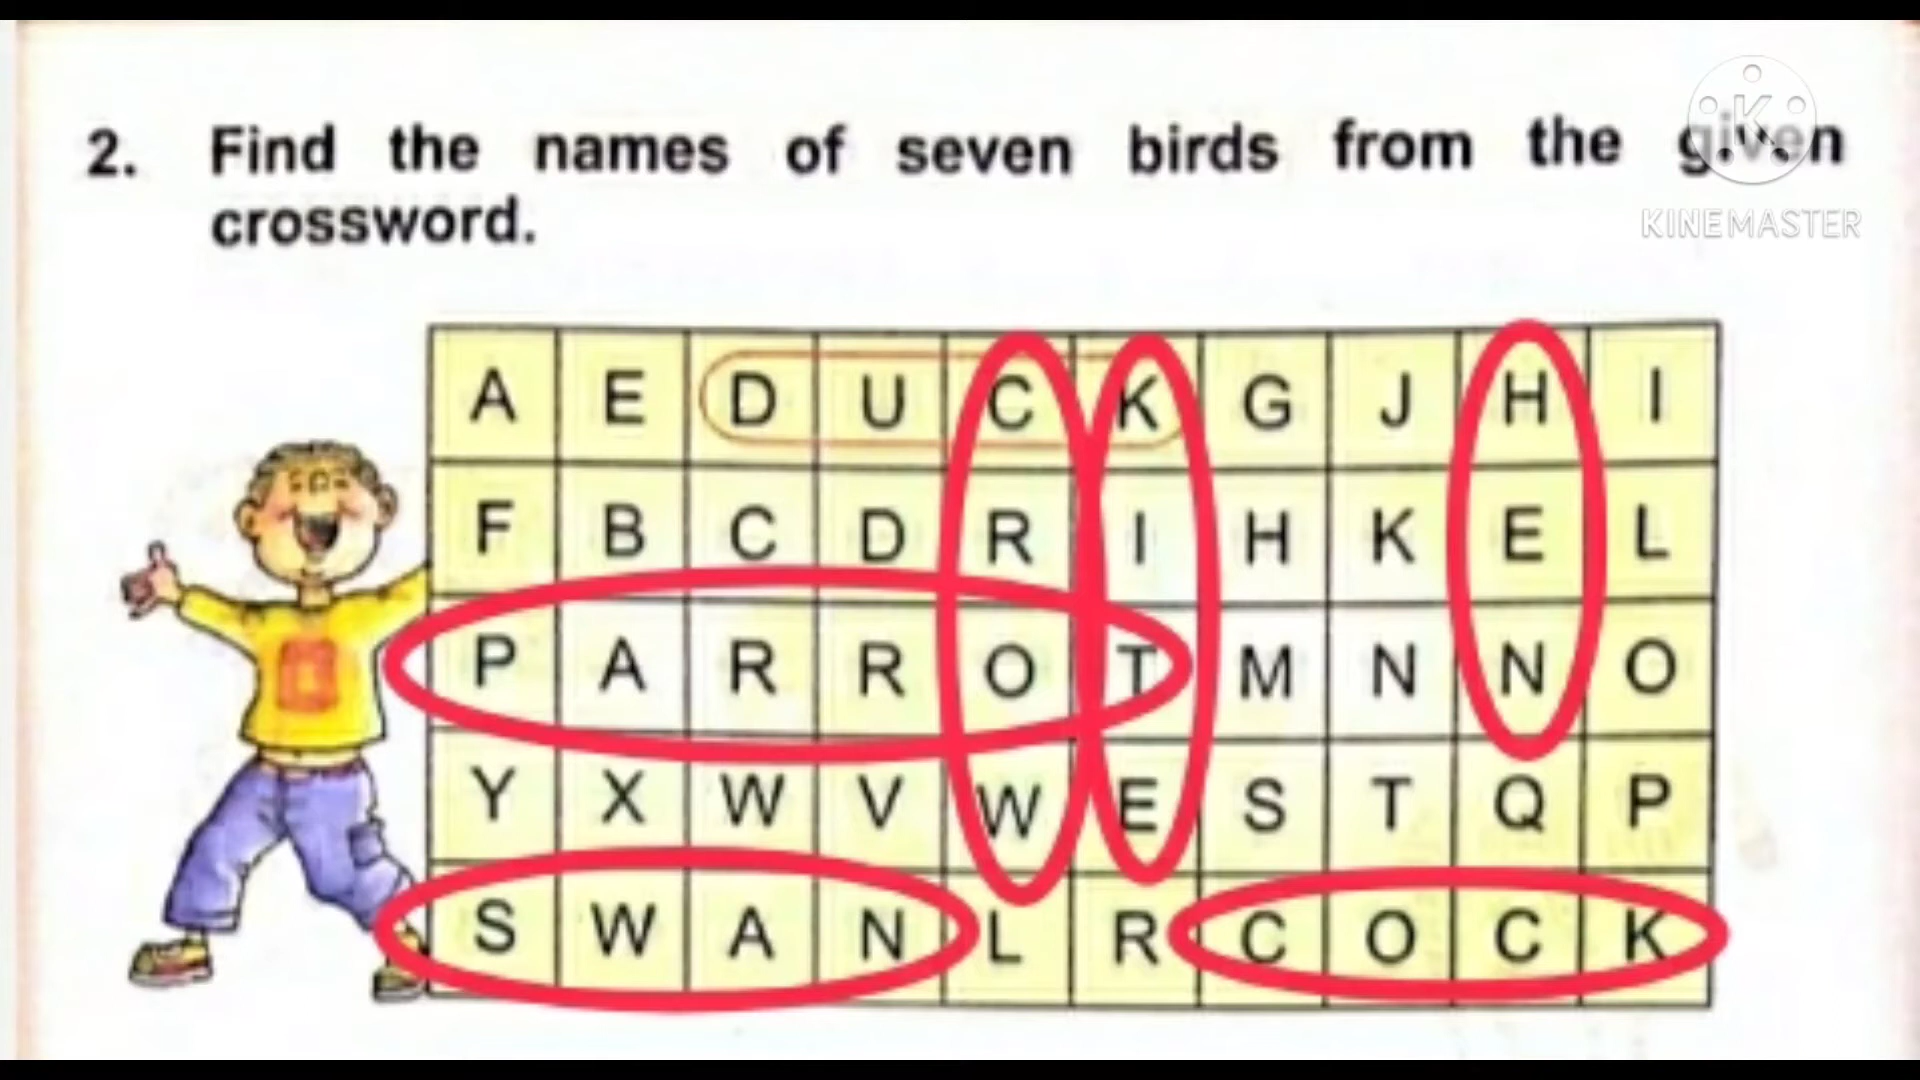 2. Find the names of seven birds from the given
crossword.
KINEMASTER
A E D U C K G J H I
F B C D R I H K E L
P A R R O T M N N O
Y X W V W E S T Q P
S W A N L R C O C K